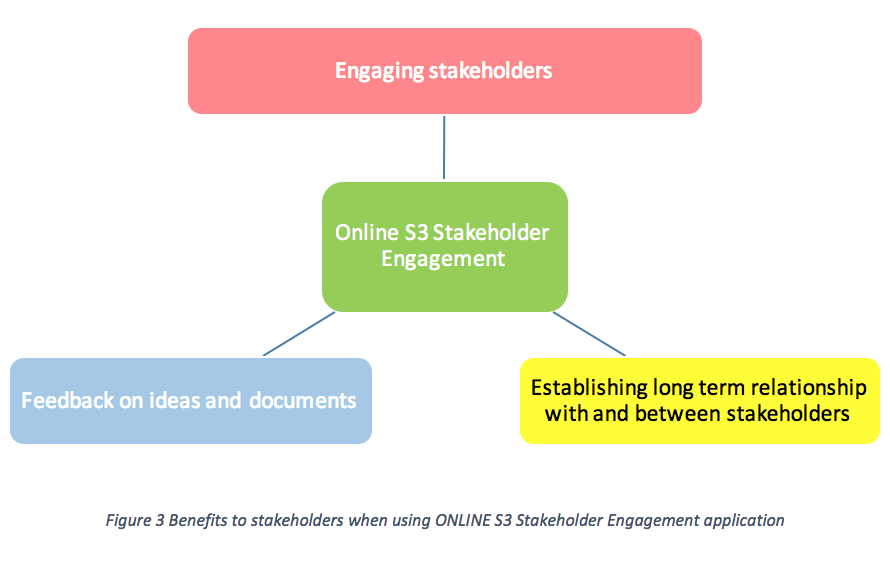 Engaging stakeholders
Online S3 Stakeholder
Engagement
Feedback on ideas and documents
Establishing long term relationship
with and between stakeholders
Figure 3 Benefits to stakeholders when using ONLINE S3 Stakeholder Engagement application